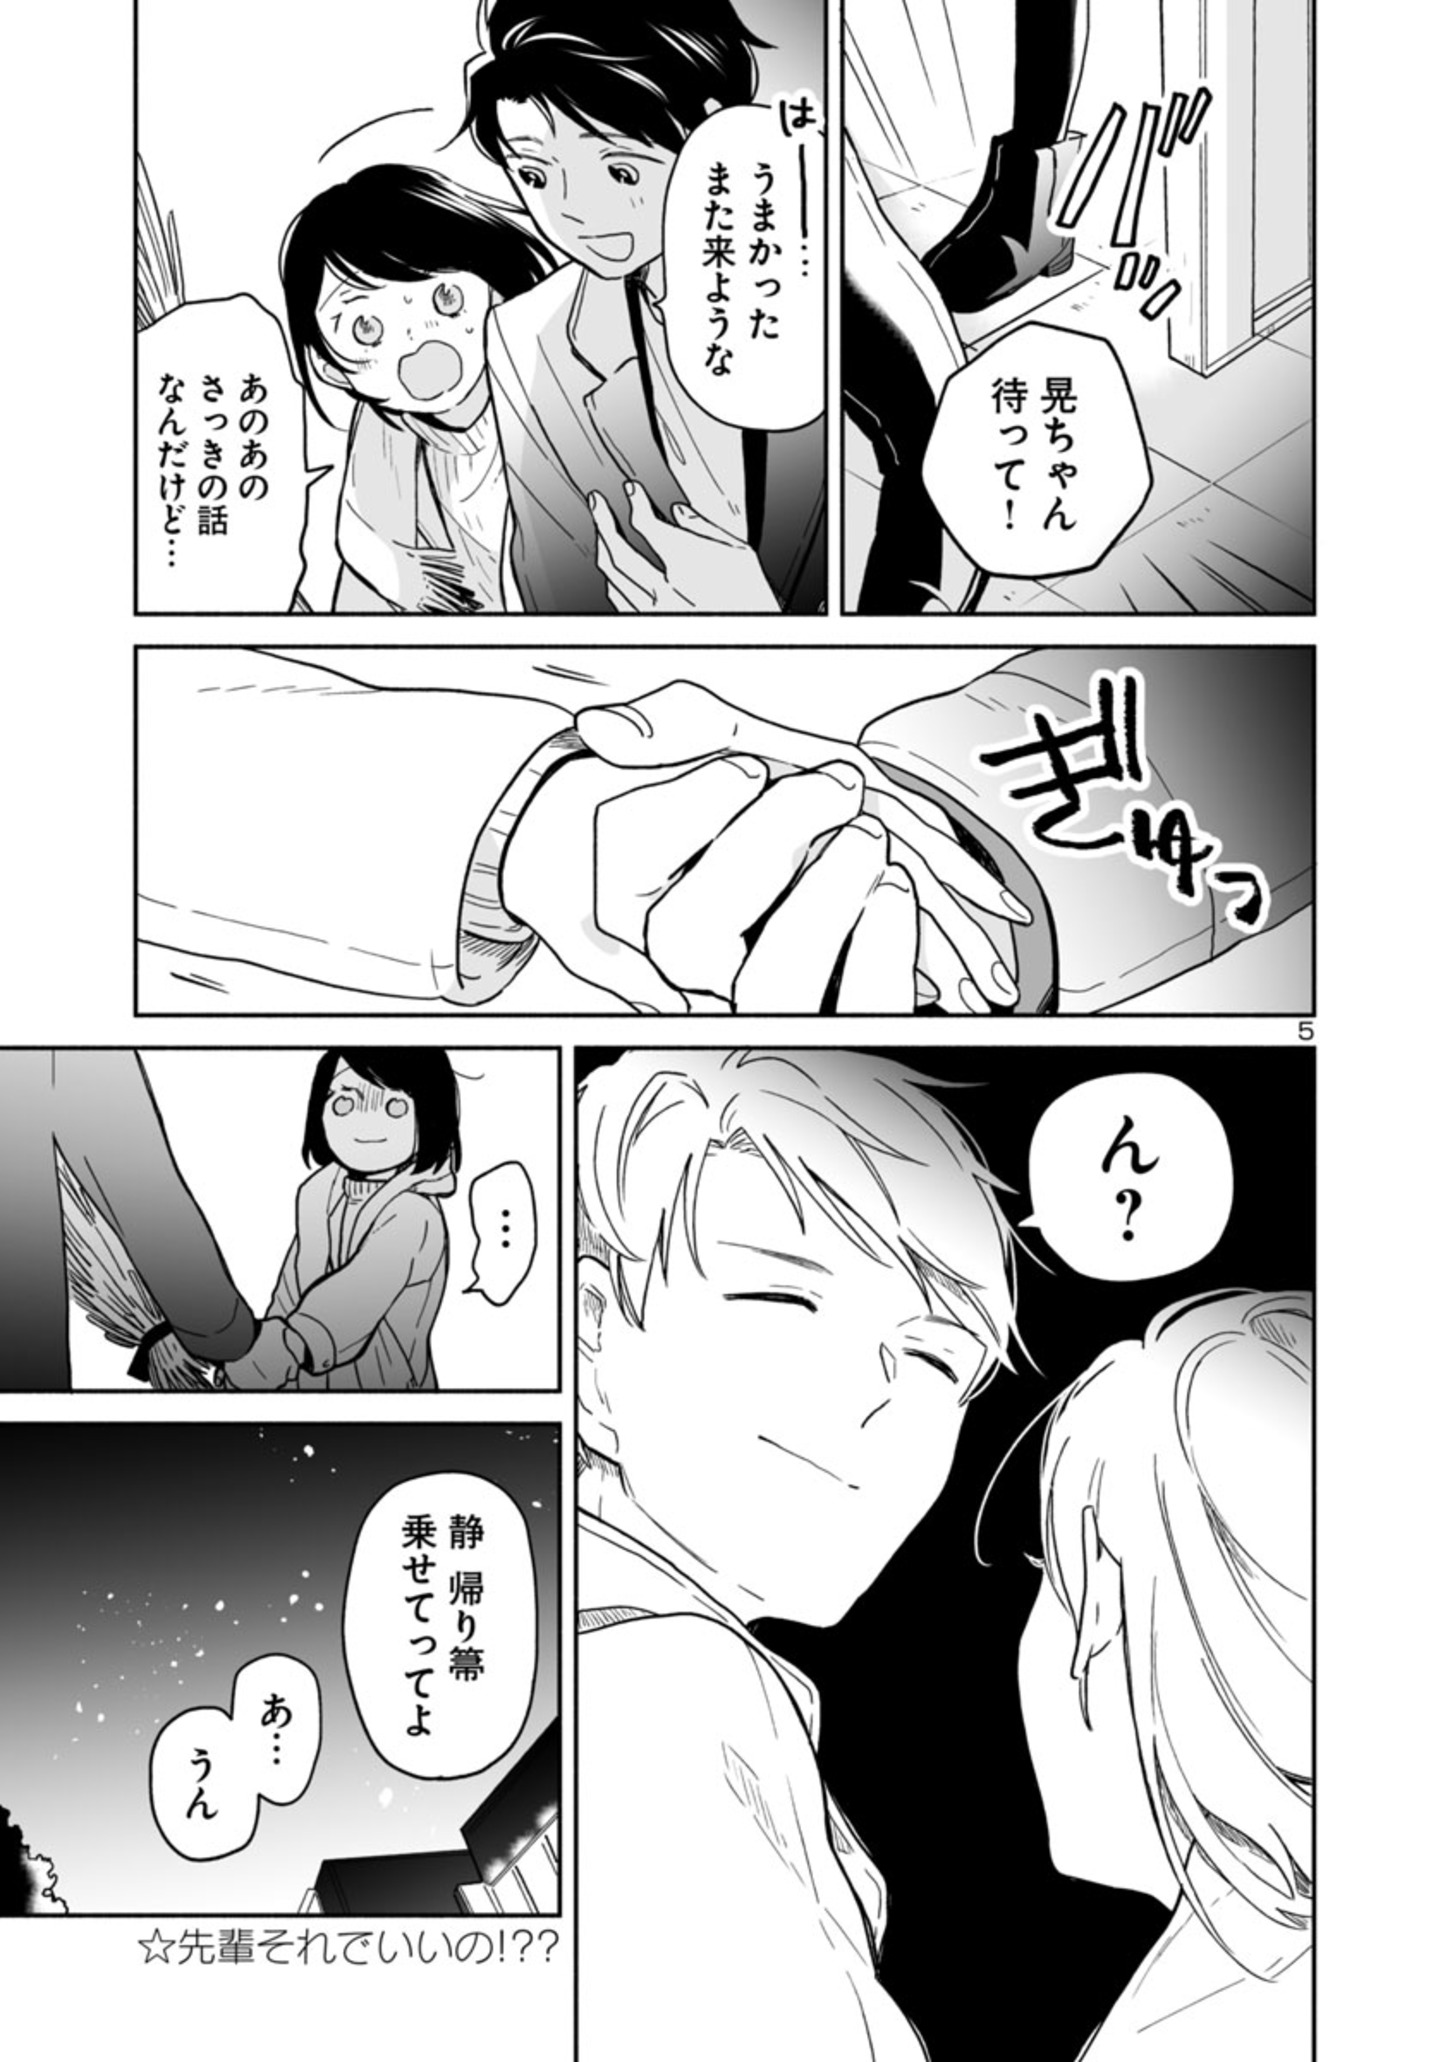 晃ちゃん
待って！
はー…
うまかった
また来ような
あのあの
さっきの話
なんだけど…
ぎゅっ
5
ん？
…
静 帰り箒
乗せてってよ
あ…
うん
☆先輩それでいいの!??